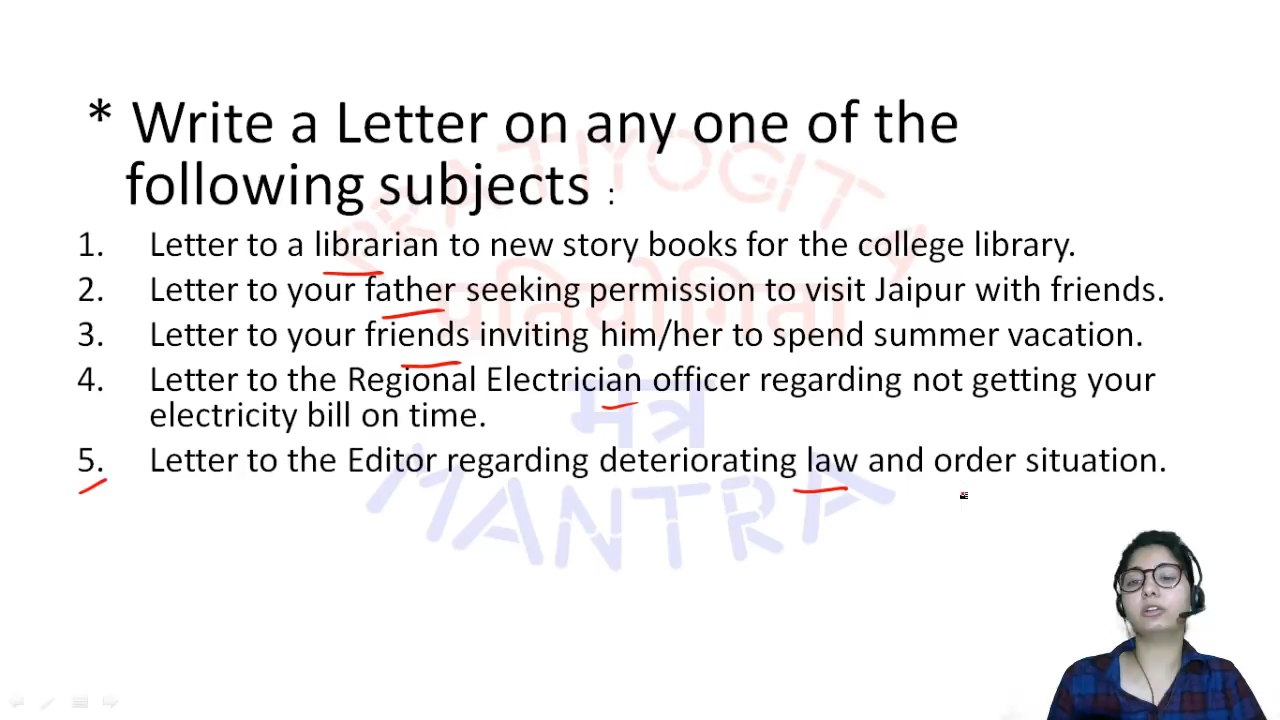 * Write a Letter on any one of the
following subjects :
1. Letter to a librarian to new story books for the college library.
2. Letter to your father seeking permission to visit Jaipur with friends.
3. Letter to your friends inviting him/her to spend summer vacation.
4. Letter to the Regional Electrician officer regarding not getting your
electricity bill on time.
5. Letter to the Editor regarding deteriorating law and order situation.
PRATIYOGITA
प्रतियोगिता
मंत्र
MANTRA